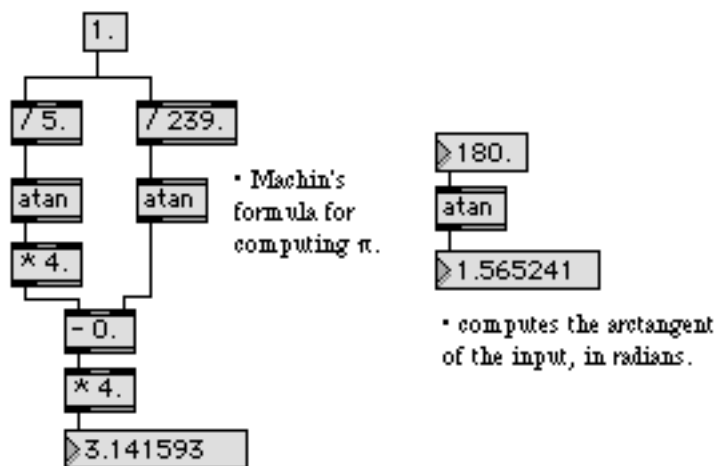 1.
/ 5.
/ 239.
atan
atan
* 4.
• Machin's
formula for
computing π.
- 0.
* 4.
3.141593
180.
atan
1.565241
• computes the arctangent
of the input, in radians.